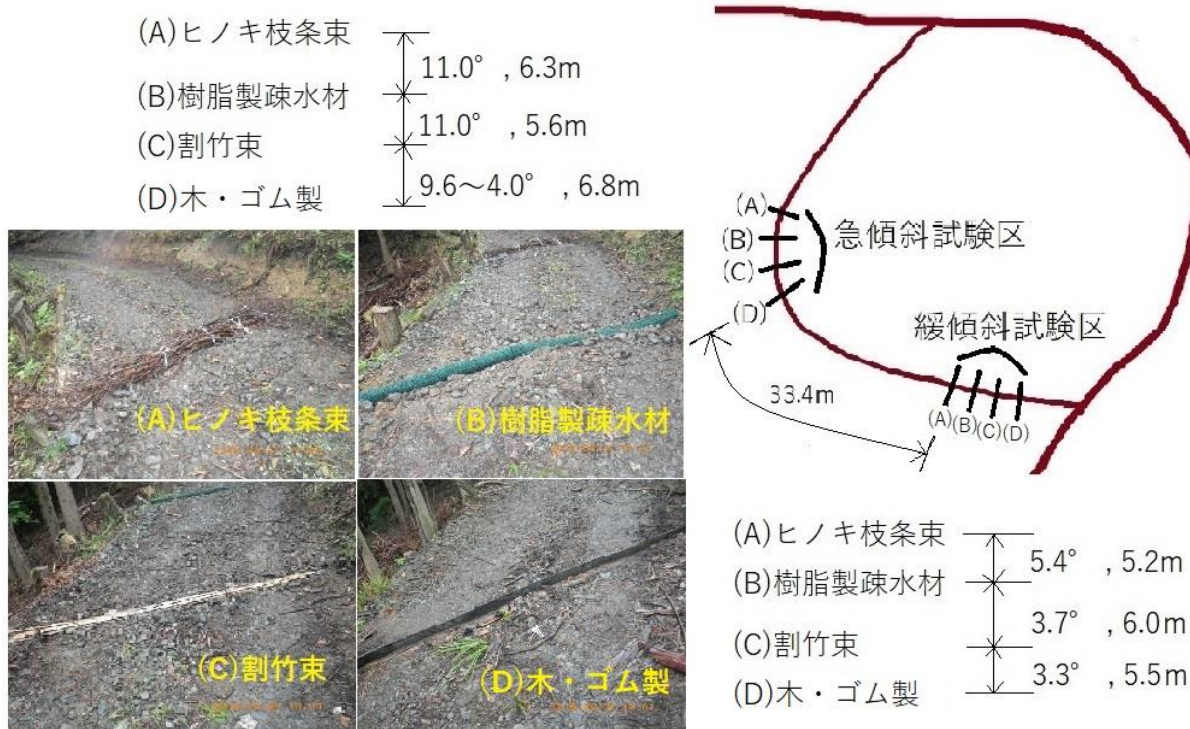 (A)ヒノキ枝条束
11.0° , 6.3m
(B)樹脂製疎水材
11.0° , 5.6m
(C)割竹束
9.6～4.0° , 6.8m
(D)木・ゴム製
(A)ヒノキ枝条束
(B)樹脂製疎水材
(C)割竹束
(D)木・ゴム製
(A)
(B)
(C)
(D)
急傾斜試験区
緩傾斜試験区
33.4m
(A)(B)(C)(D)
(A)ヒノキ枝条束
5.4° , 5.2m
(B)樹脂製疎水材
3.7° , 6.0m
(C)割竹束
3.3° , 5.5m
(D)木・ゴム製